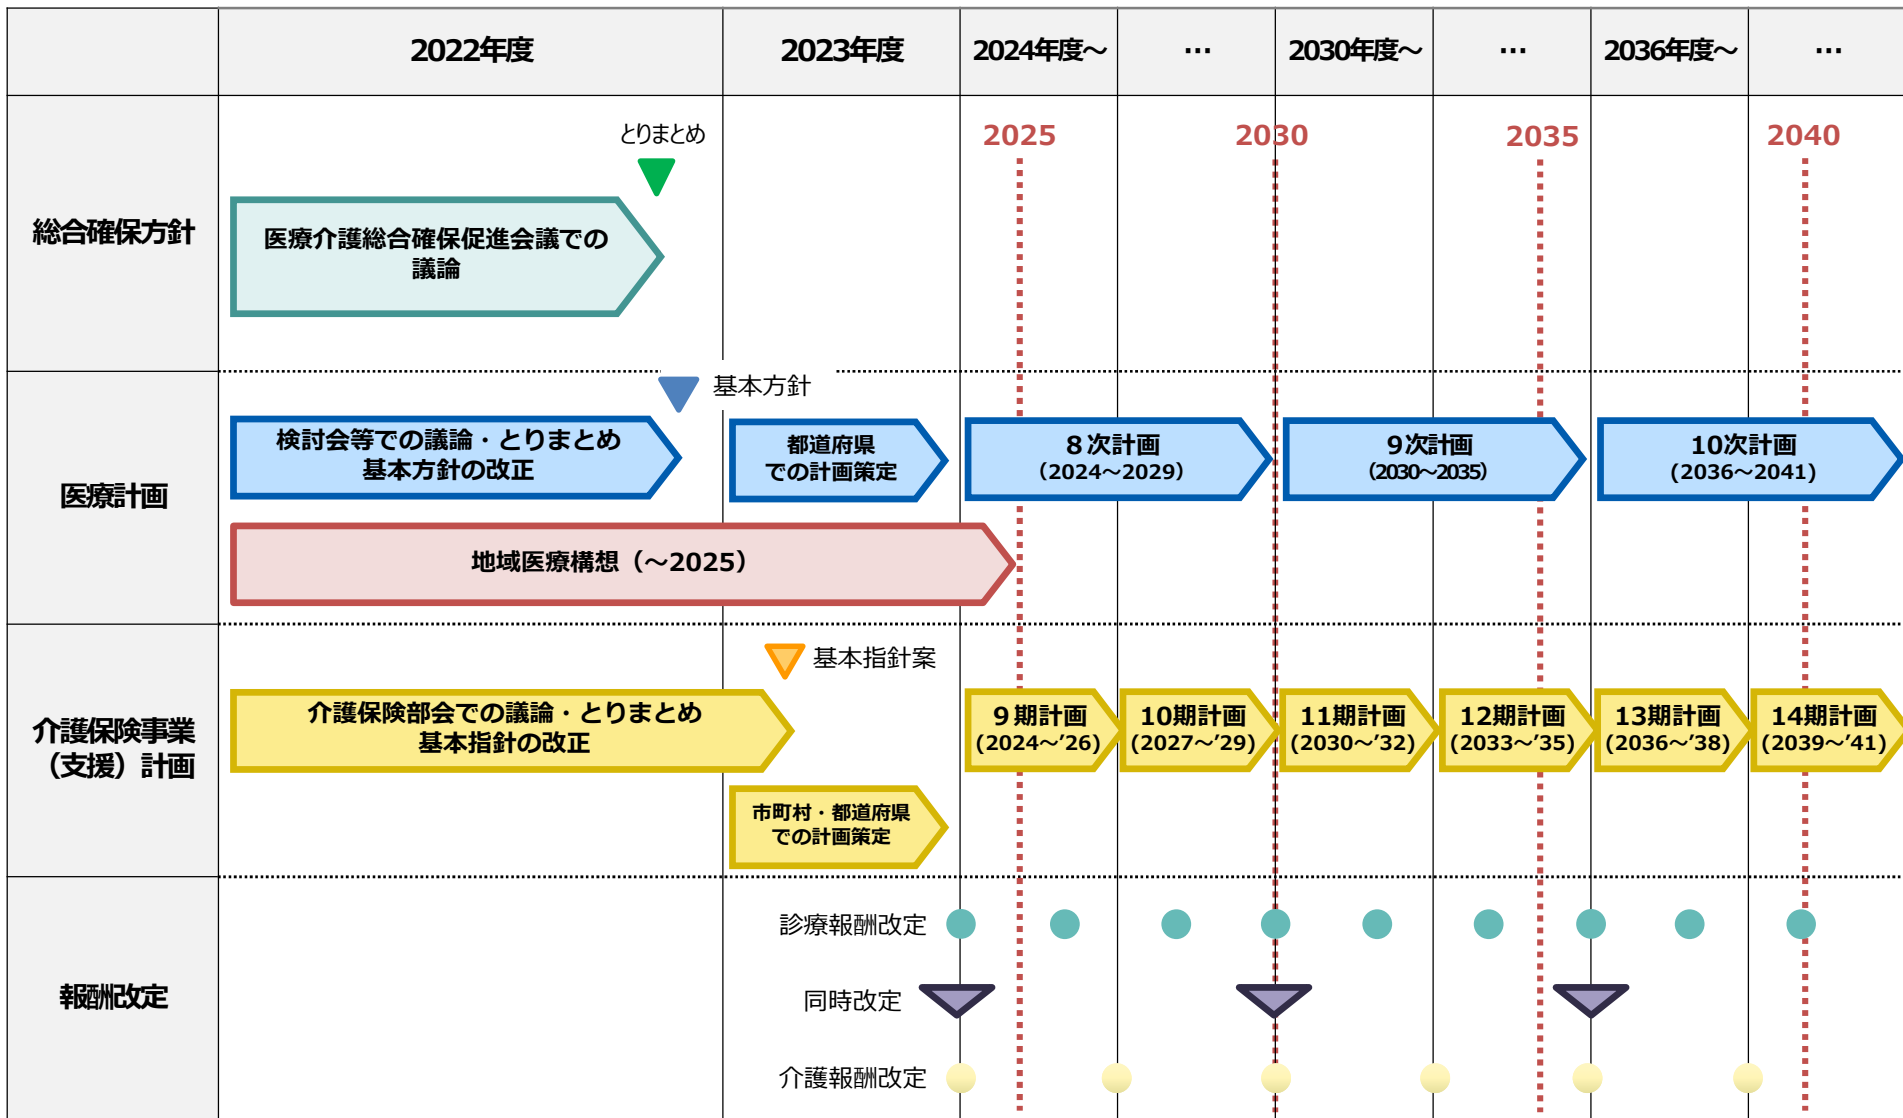 2022年度
2023年度
2024年度～
…
2030年度～
…
2036年度～
…
総合確保方針
とりまとめ
医療介護総合確保促進会議での
議論
2025
2030
2035
2040
医療計画
基本方針
検討会等での議論・とりまとめ
基本方針の改正
都道府県
での計画策定
８次計画
（2024～2029）
９次計画
（2030～2035）
10次計画
（2036～2041）
地域医療構想（～2025）
介護保険事業
（支援）計画
基本指針案
介護保険部会での議論・とりまとめ
基本指針の改正
市町村・都道府県
での計画策定
９期計画
(2024～'26)
10期計画
(2027～'29)
11期計画
(2030～'32)
12期計画
(2033～'35)
13期計画
(2036～'38)
14期計画
(2039～'41)
報酬改定
診療報酬改定
同時改定
介護報酬改定